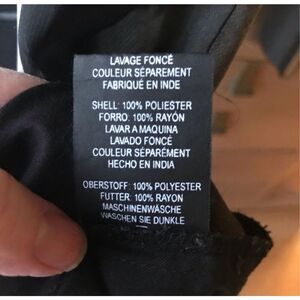 LAVAGE FONCÉ
COULEUR SÉPAREMENT
FABRIQUÉ EN INDE
SHELL: 100% POLIESTER
FORRO: 100% RAYÓN
LAVAR A MAQUINA
LAVADO FONCÉ
COULEUR SÉPARÉMENT
HECHO EN INDIA
OBERSTOFF: 100% POLYESTER
FUTTER: 100% RAYON
MASCHINENWÄSCHE
WASCHEN SIE DUNKLE